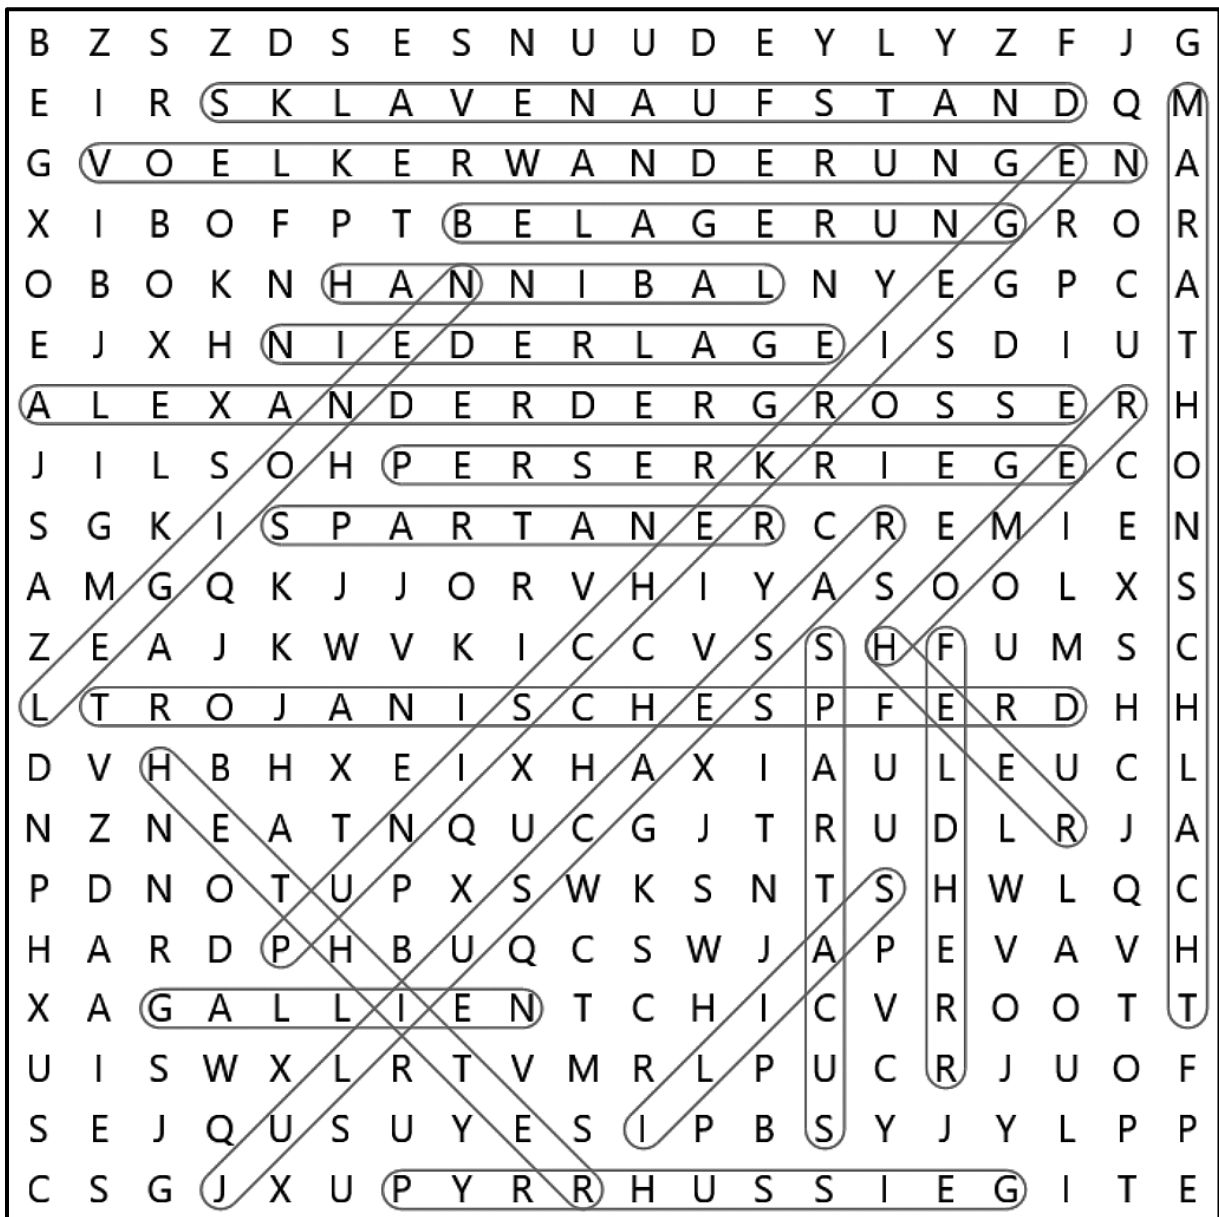 B Z S Z D S E S N U U D E Y L Y Z F J G
E I R S K L A V E N A U F S T A N D Q M
G V O E L K E R W A N D E R U N G E N A
X I B O F P T B E L A G E R U N G R O R
O B O K N H A N N I B A L N Y E G P C A
E J X H N I E D E R L A G E I S D I U T
A L E X A N D E R D E R G R O S S E R H
J I L S O H P E R S E R K R I E G E C O
S G K I S P A R T A N E R C R E M I E N
A M G Q K J J O R V H I Y A S O O L X S
Z E A J K W V K I C C V S S H F U M S C
L T R O J A N I S C H E S P F E R D H H
D V H B H X E I X H A X I A U L E U C L
N Z N E A T N Q U C G J T R U D L R J A
P D N O T U P X S W K S N T S H W L Q C
H A R D P H B U Q C S W J A P E V A V H
X A G A L L I E N T C H I C V R O O T T
U I S W X L R T V M R L P U C R J U O F
S E J Q U S U Y E S I P B S Y J Y L P P
C S G J X U P Y R R H U S S I E G I T E